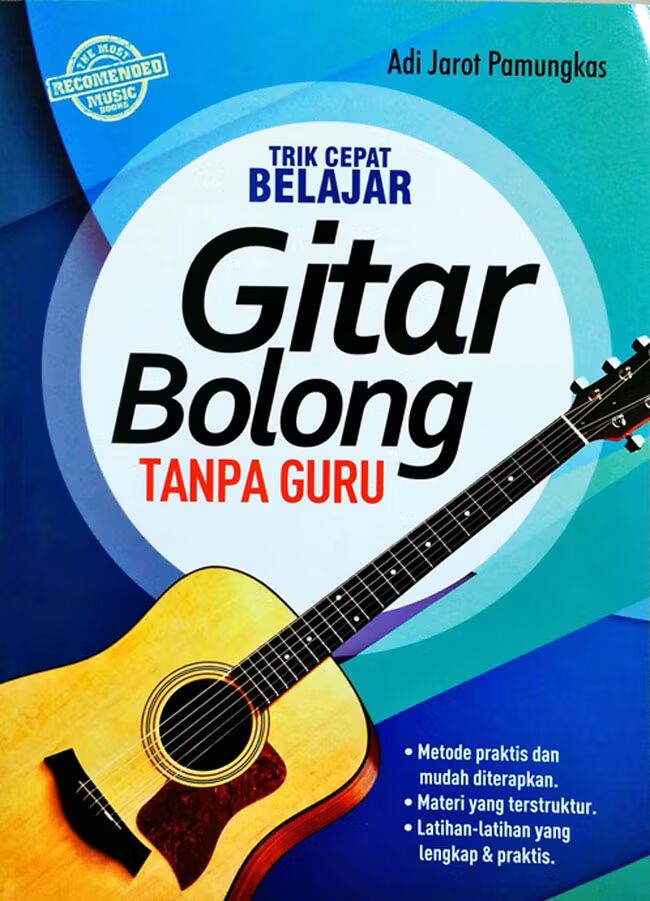 THE MOST
RECOMENDED
MUSIC
BOOKS
Adi Jarot Pamungkas
TRIK CEPAT
BELAJAR
Gitar
Bolong
TANPA GURU
• Metode praktis dan
mudah diterapkan.
• Materi yang terstruktur.
• Latihan-latihan yang
lengkap & praktis.